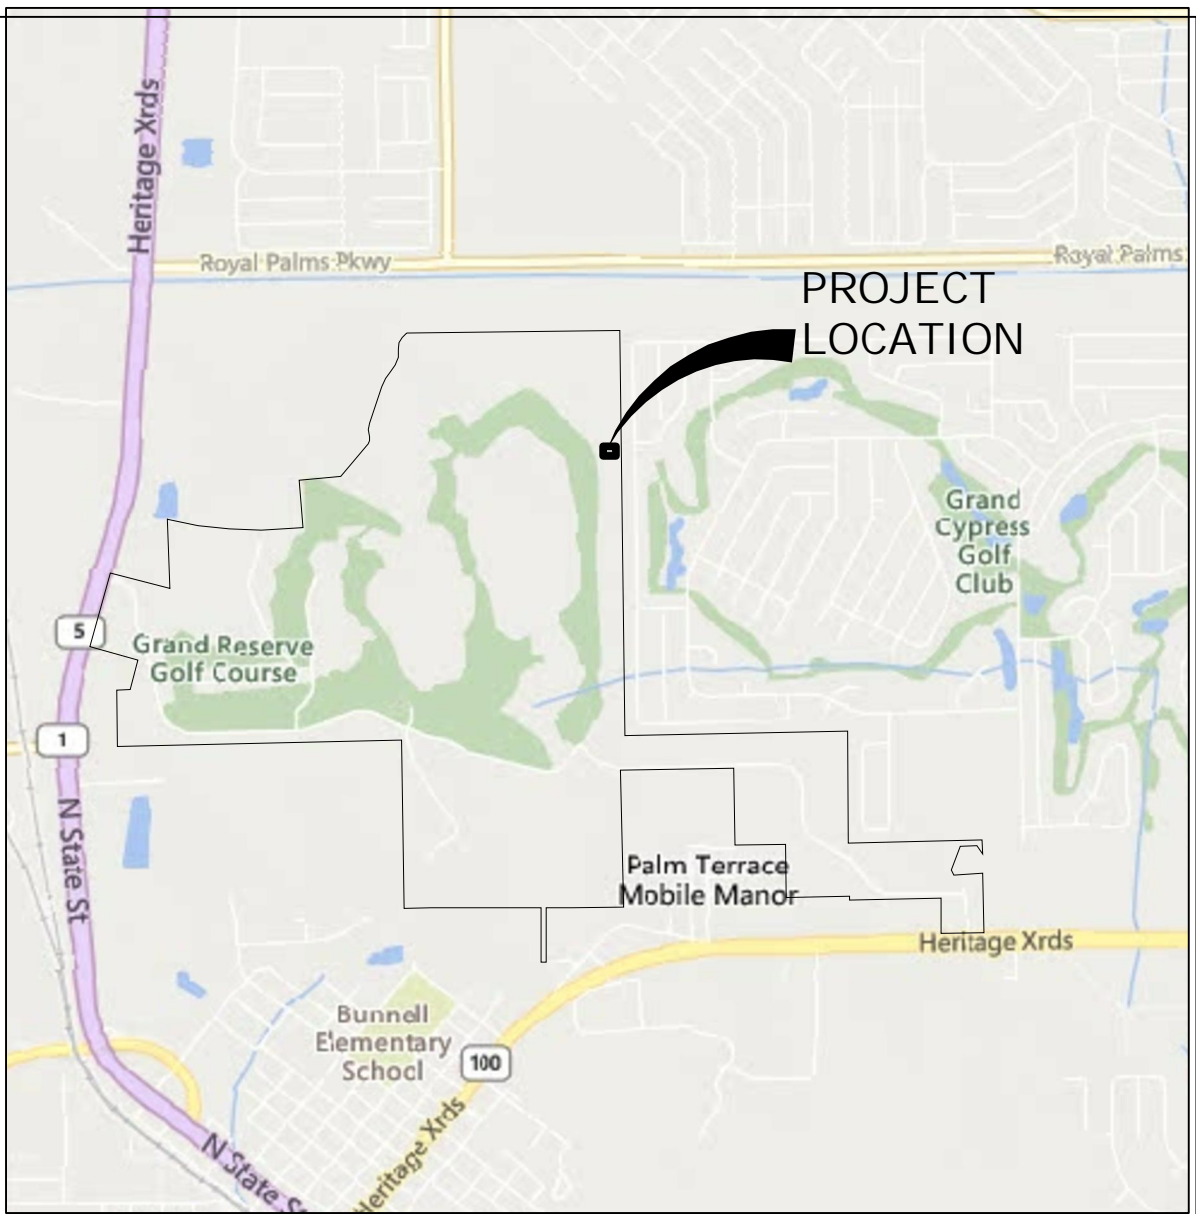 Heritage Xrds
Royal Palms Pkwy
Royal Palms
PROJECT
LOCATION
Grand
Cypress
Golf
Club
5
Grand Reserve
Golf Course
1
N State St
Palm Terrace
Mobile Manor
Heritage Xrds
Bunnell
Elementary
School
100
Heritage Xrds
N State St